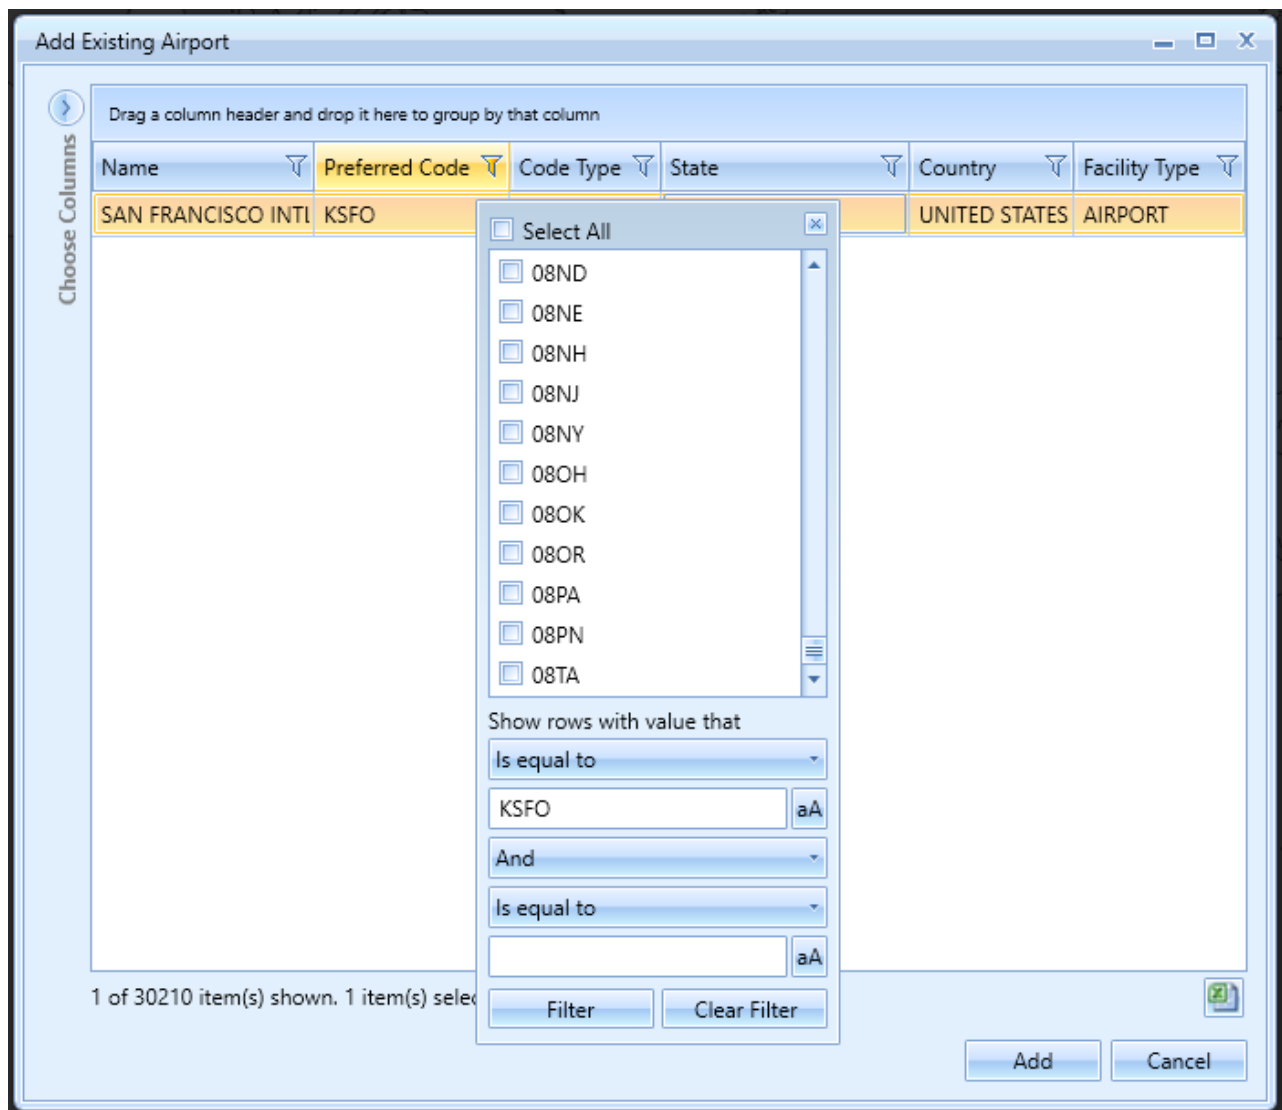 Add Existing Airport
Choose Columns
Drag a column header and drop it here to group by that column
Name Preferred Code Code Type State Country Facility Type
SAN FRANCISCO INTL KSFO UNITED STATES AIRPORT
Select All
08ND
08NE
08NH
08NJ
08NY
08OH
08OK
08OR
08PA
08PN
08TA
Show rows with value that
Is equal to
KSFO aA
And
Is equal to
aA
Filter Clear Filter
1 of 30210 item(s) shown. 1 item(s) selec
Add Cancel